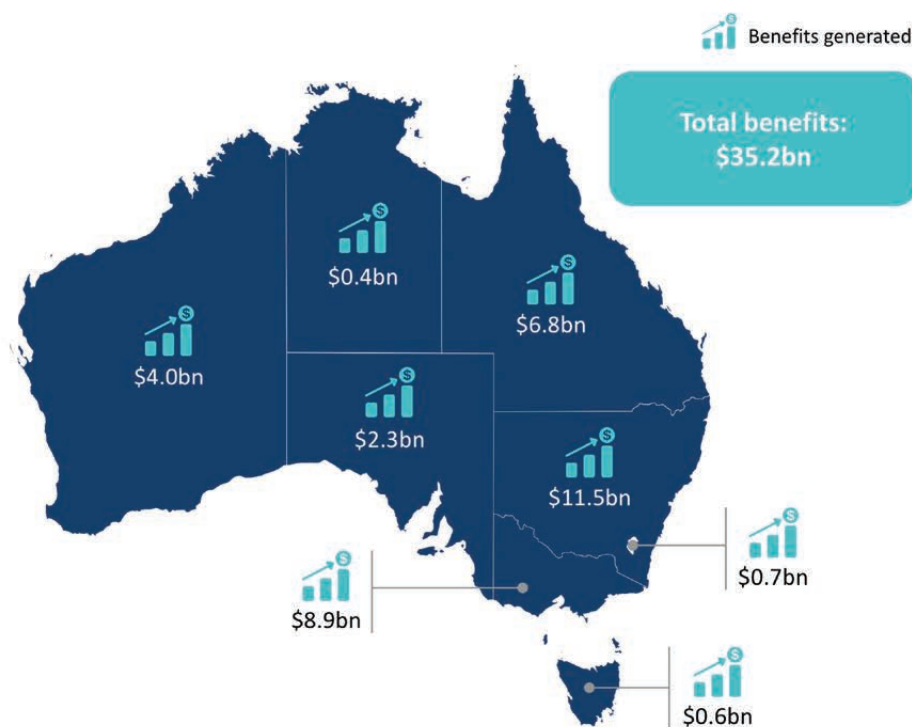 Benefits generated
Total benefits:
$35.2bn
$0.4bn
$6.8bn
$4.0bn
$2.3bn
$11.5bn
$0.7bn
$8.9bn
$0.6bn